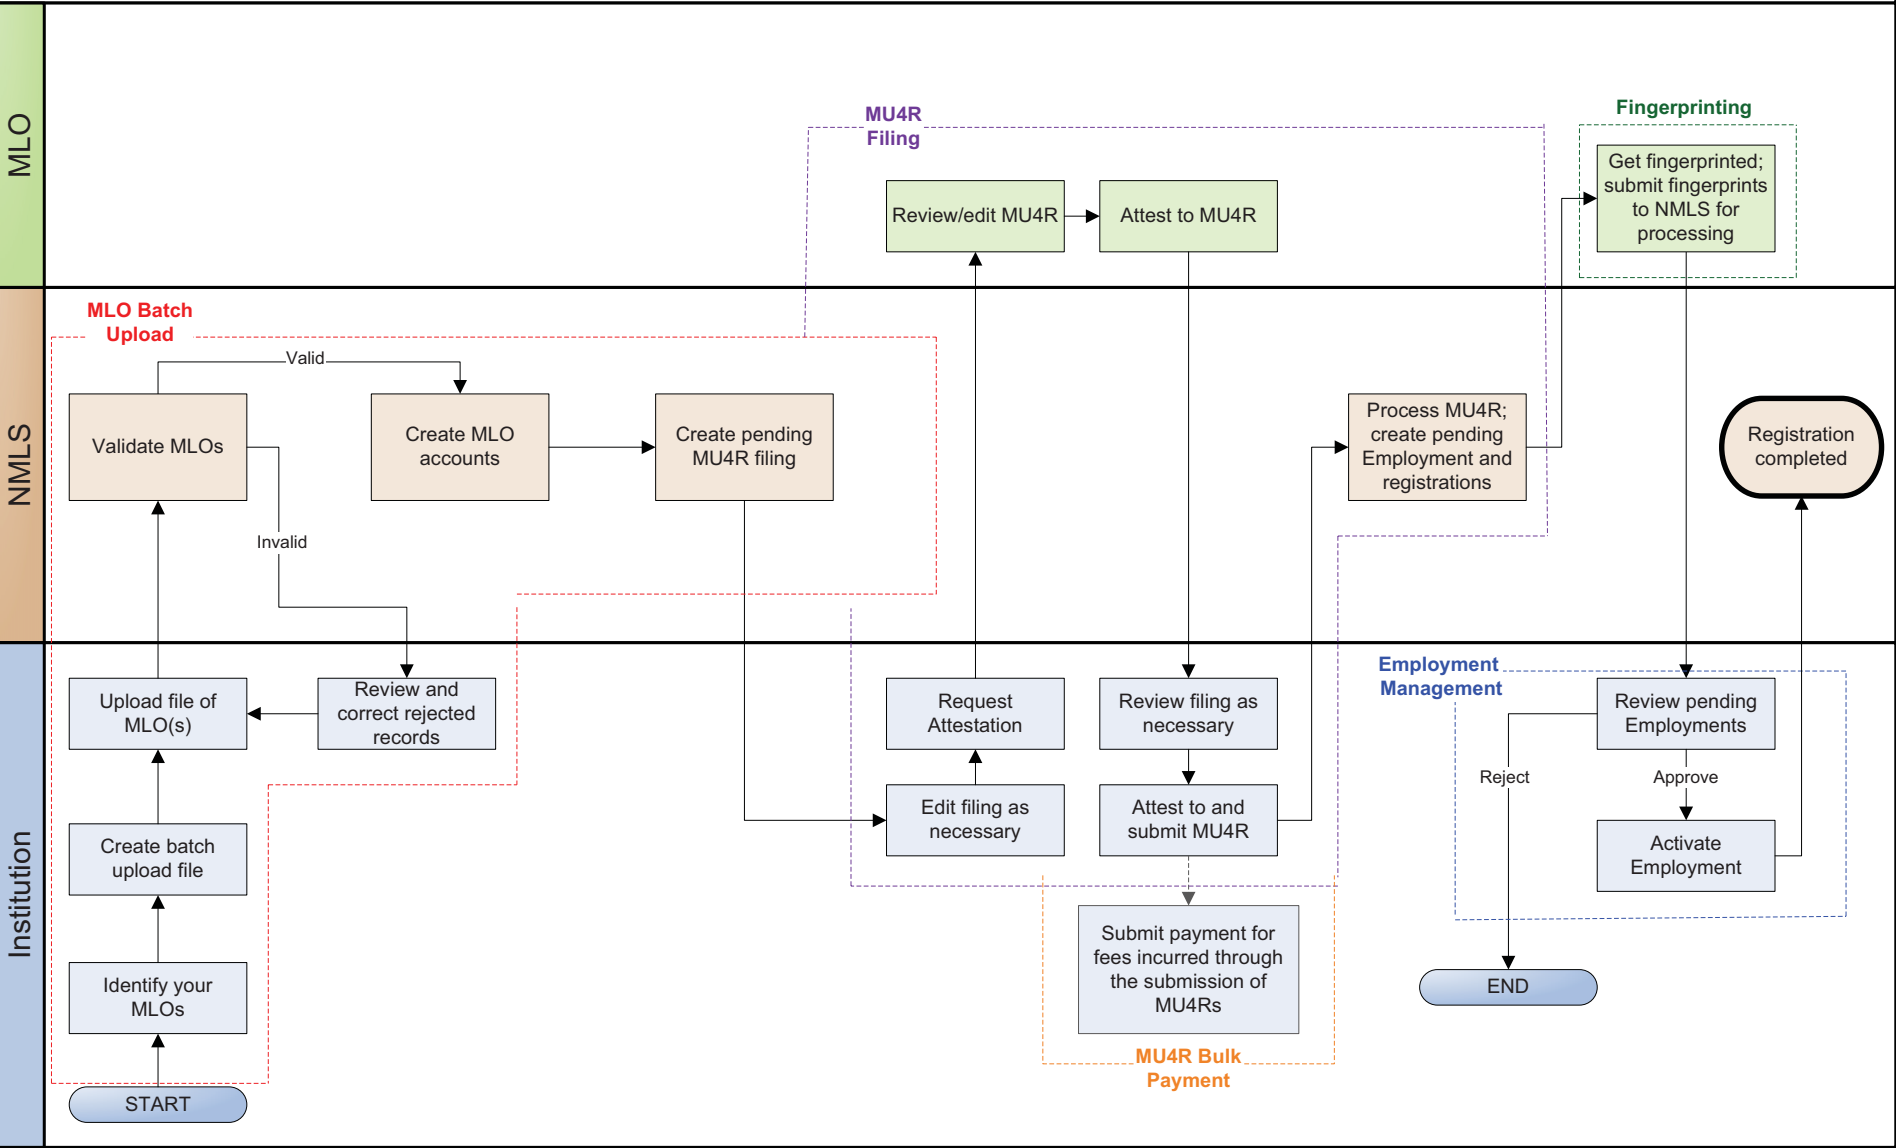 MLO
MU4R
Filing
Fingerprinting
Review/edit MU4R
Attest to MU4R
Get fingerprinted;
submit fingerprints
to NMLS for
processing
NMLS
MLO Batch
Upload
Valid
Validate MLOs
Create MLO
accounts
Create pending
MU4R filing
Process MU4R;
create pending
Employment and
registrations
Registration
completed
Invalid
Institution
Upload file of
MLO(s)
Review and
correct rejected
records
Request
Attestation
Review filing as
necessary
Employment
Management
Review pending
Employments
Reject
Approve
Edit filing as
necessary
Attest to and
submit MU4R
Create batch
upload file
Activate
Employment
Submit payment for
fees incurred through
the submission of
MU4Rs
Identify your
MLOs
END
MU4R Bulk
Payment
START